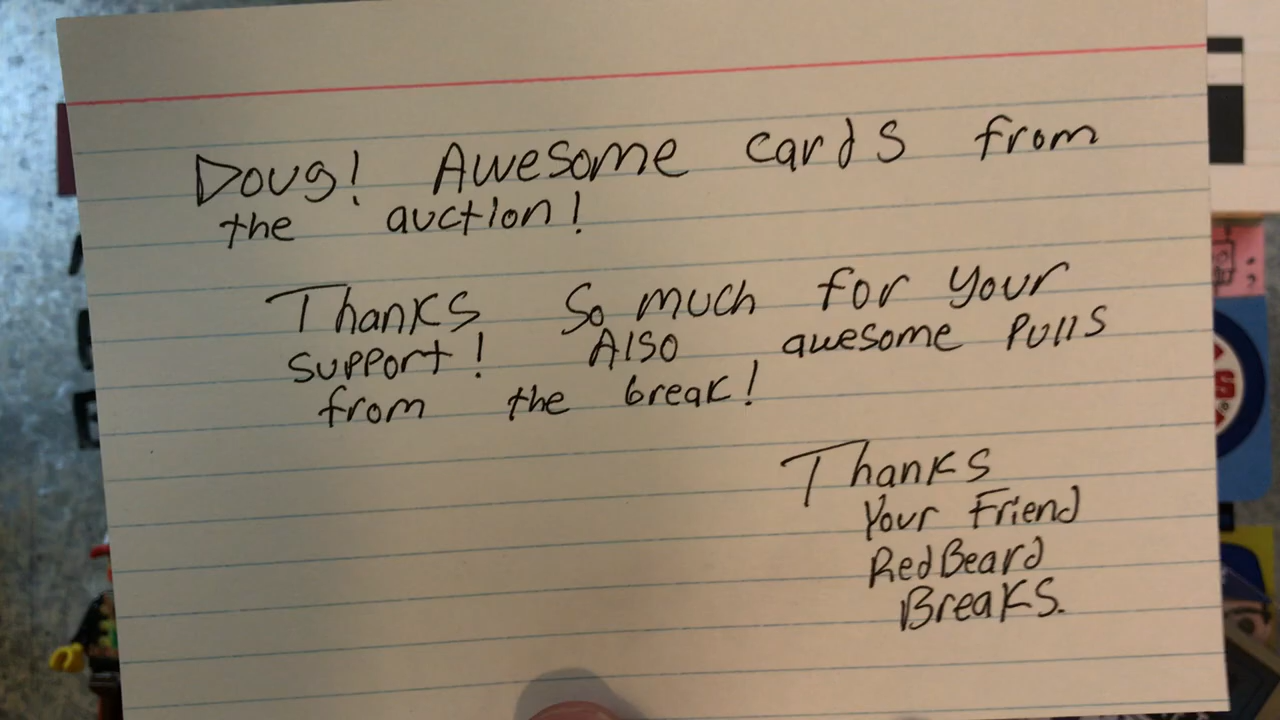 Doug! Awesome cards from
the auction!
Thanks So much for your
support! Also awesome Pulls
from the break!
Thanks
Your Friend
RedBeard
Breaks.